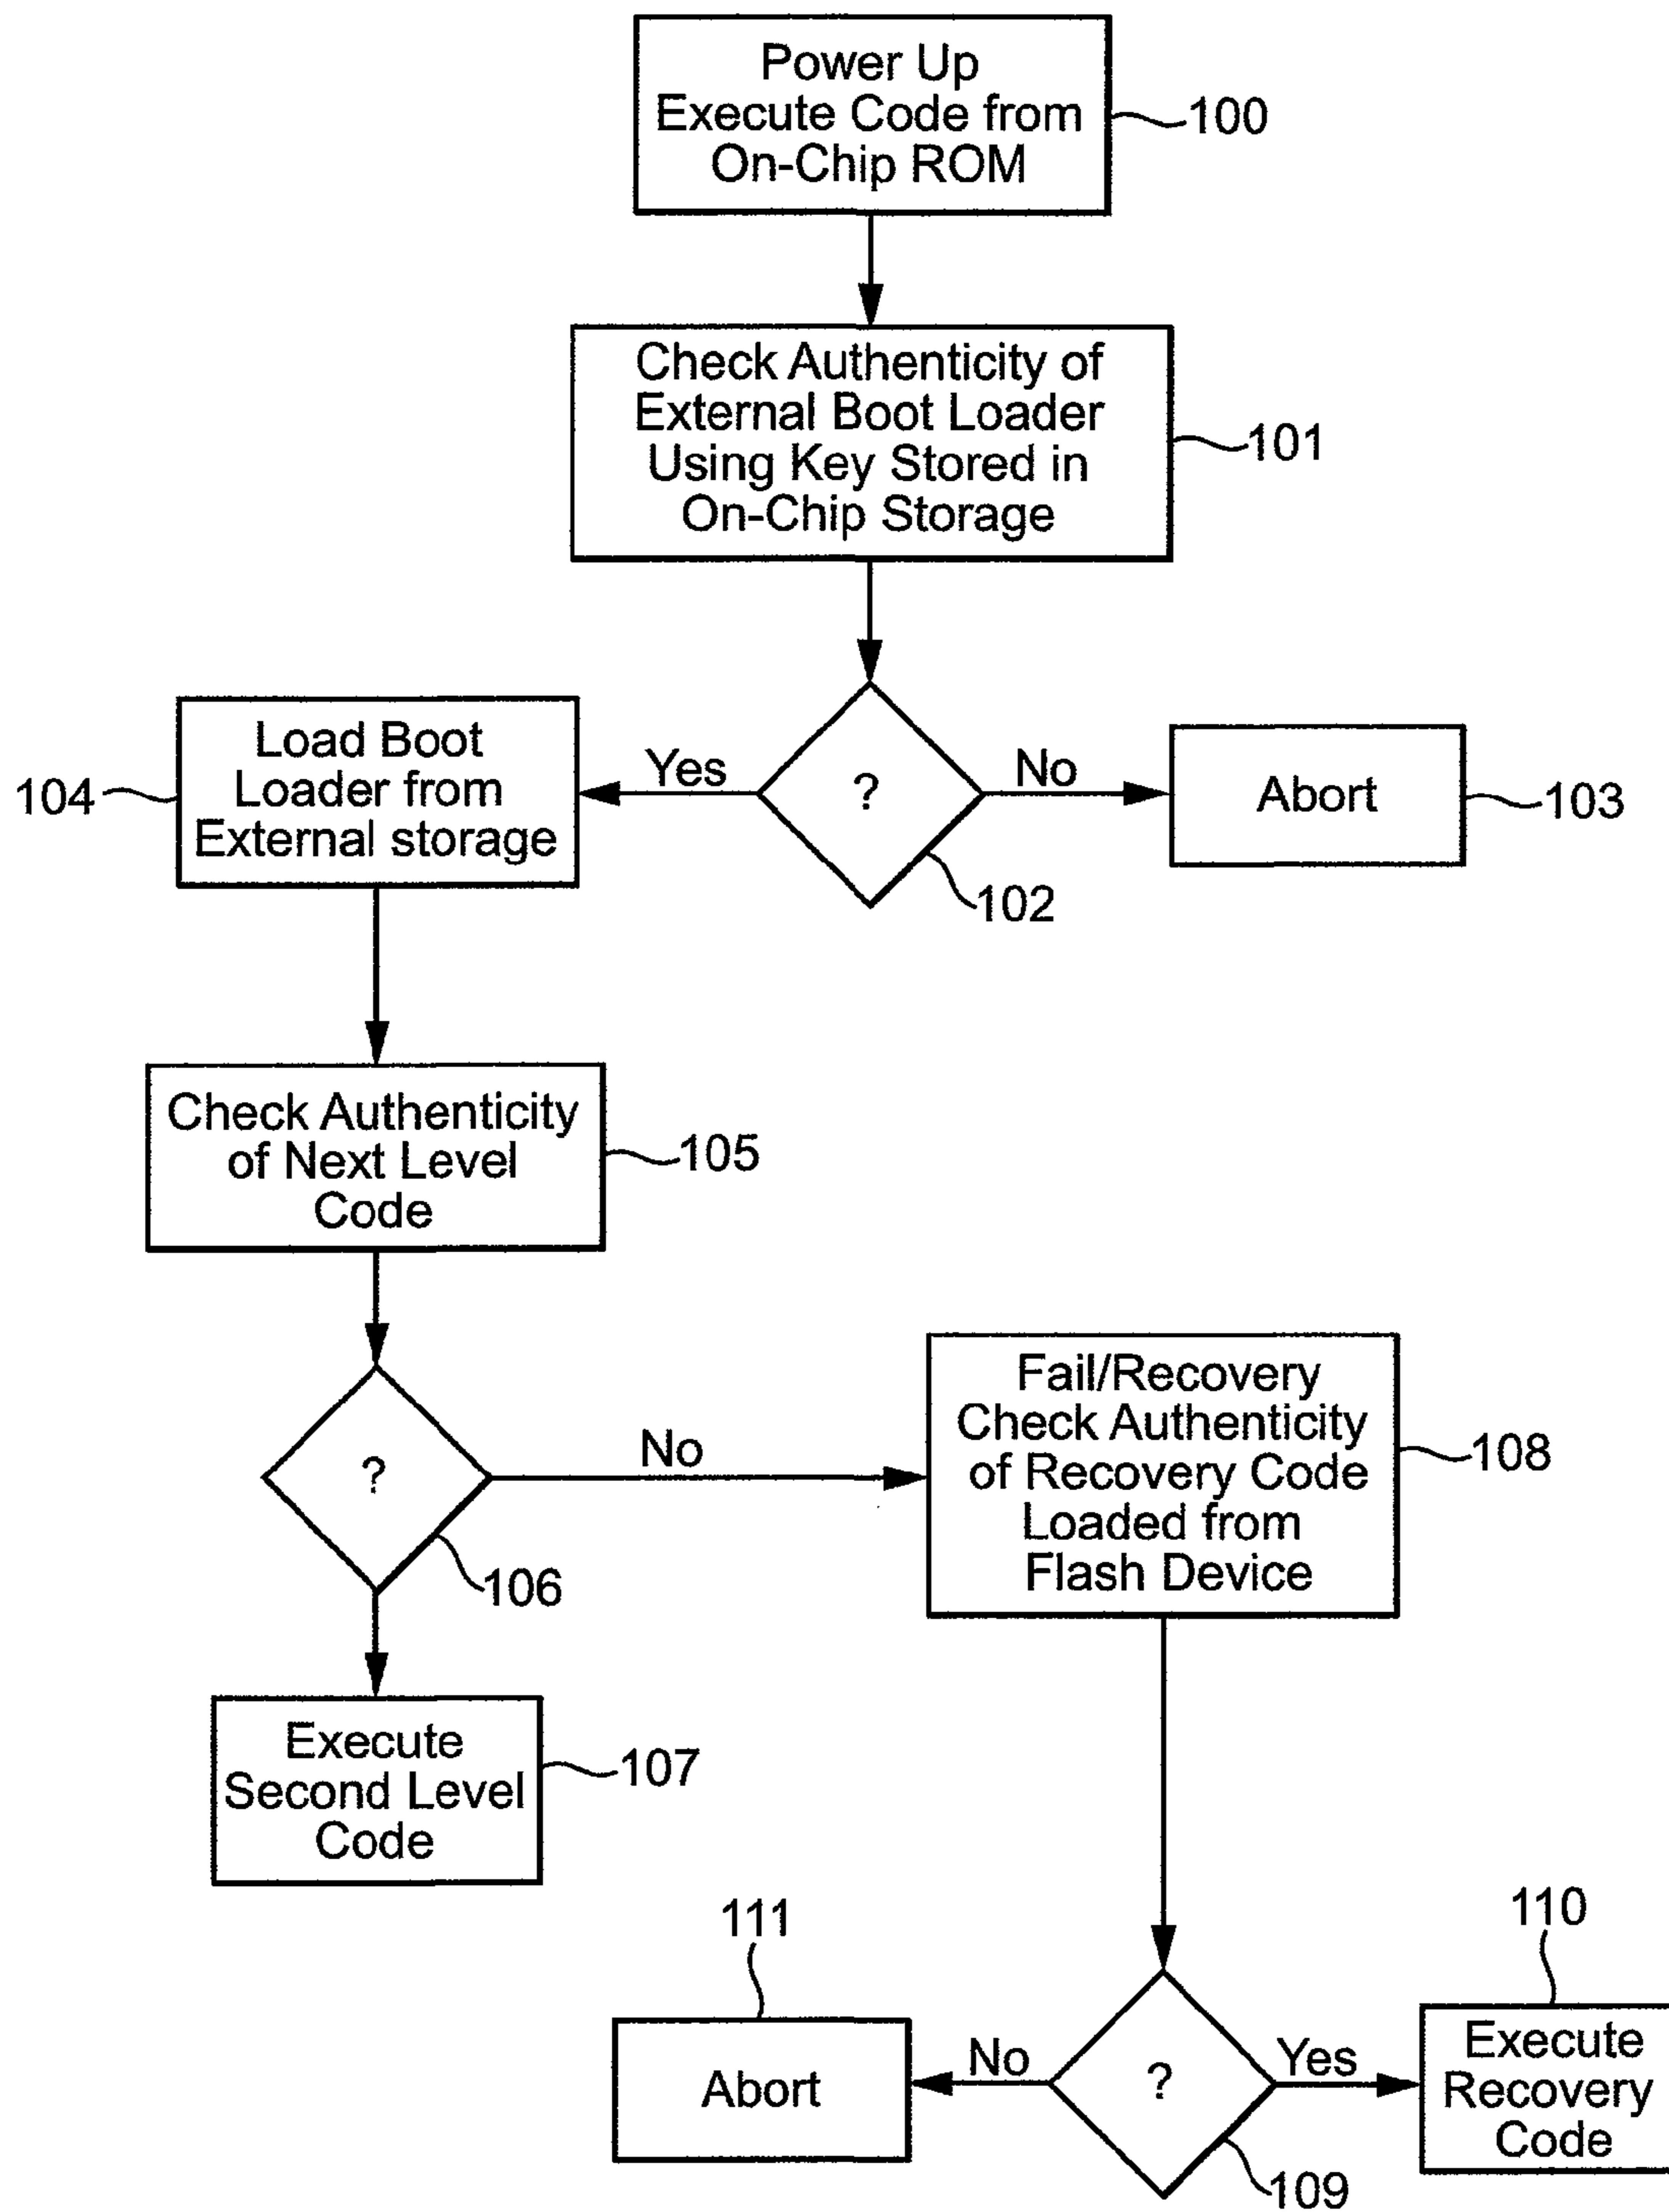 Power Up
Execute Code from
On-Chip ROM
100
Check Authenticity of
External Boot Loader
Using Key Stored in
On-Chip Storage
101
Load Boot
Loader from
External storage
104
Yes
?
No
Abort
103
102
Check Authenticity
of Next Level
Code
105
?
No
106
Fail/Recovery
Check Authenticity
of Recovery Code
Loaded from
Flash Device
108
Execute
Second Level
Code
107
111
110
Abort
No
?
Yes
Execute
Recovery
Code
109